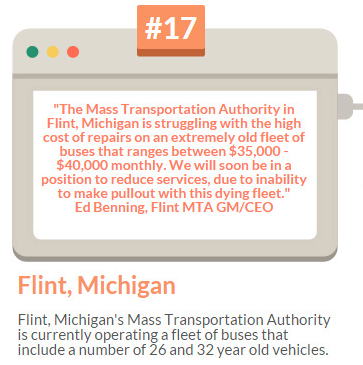 #17
"The Mass Transportation Authority in
Flint, Michigan is struggling with the high
cost of repairs on an extremely old fleet of
buses that ranges between $35,000 -
$40,000 monthly. We will soon be in a
position to reduce services, due to inability
to make pullout with this dying fleet."
Ed Benning, Flint MTA GM/CEO
Flint, Michigan
Flint, Michigan's Mass Transportation Authority
is currently operating a fleet of buses that
include a number of 26 and 32 year old vehicles.